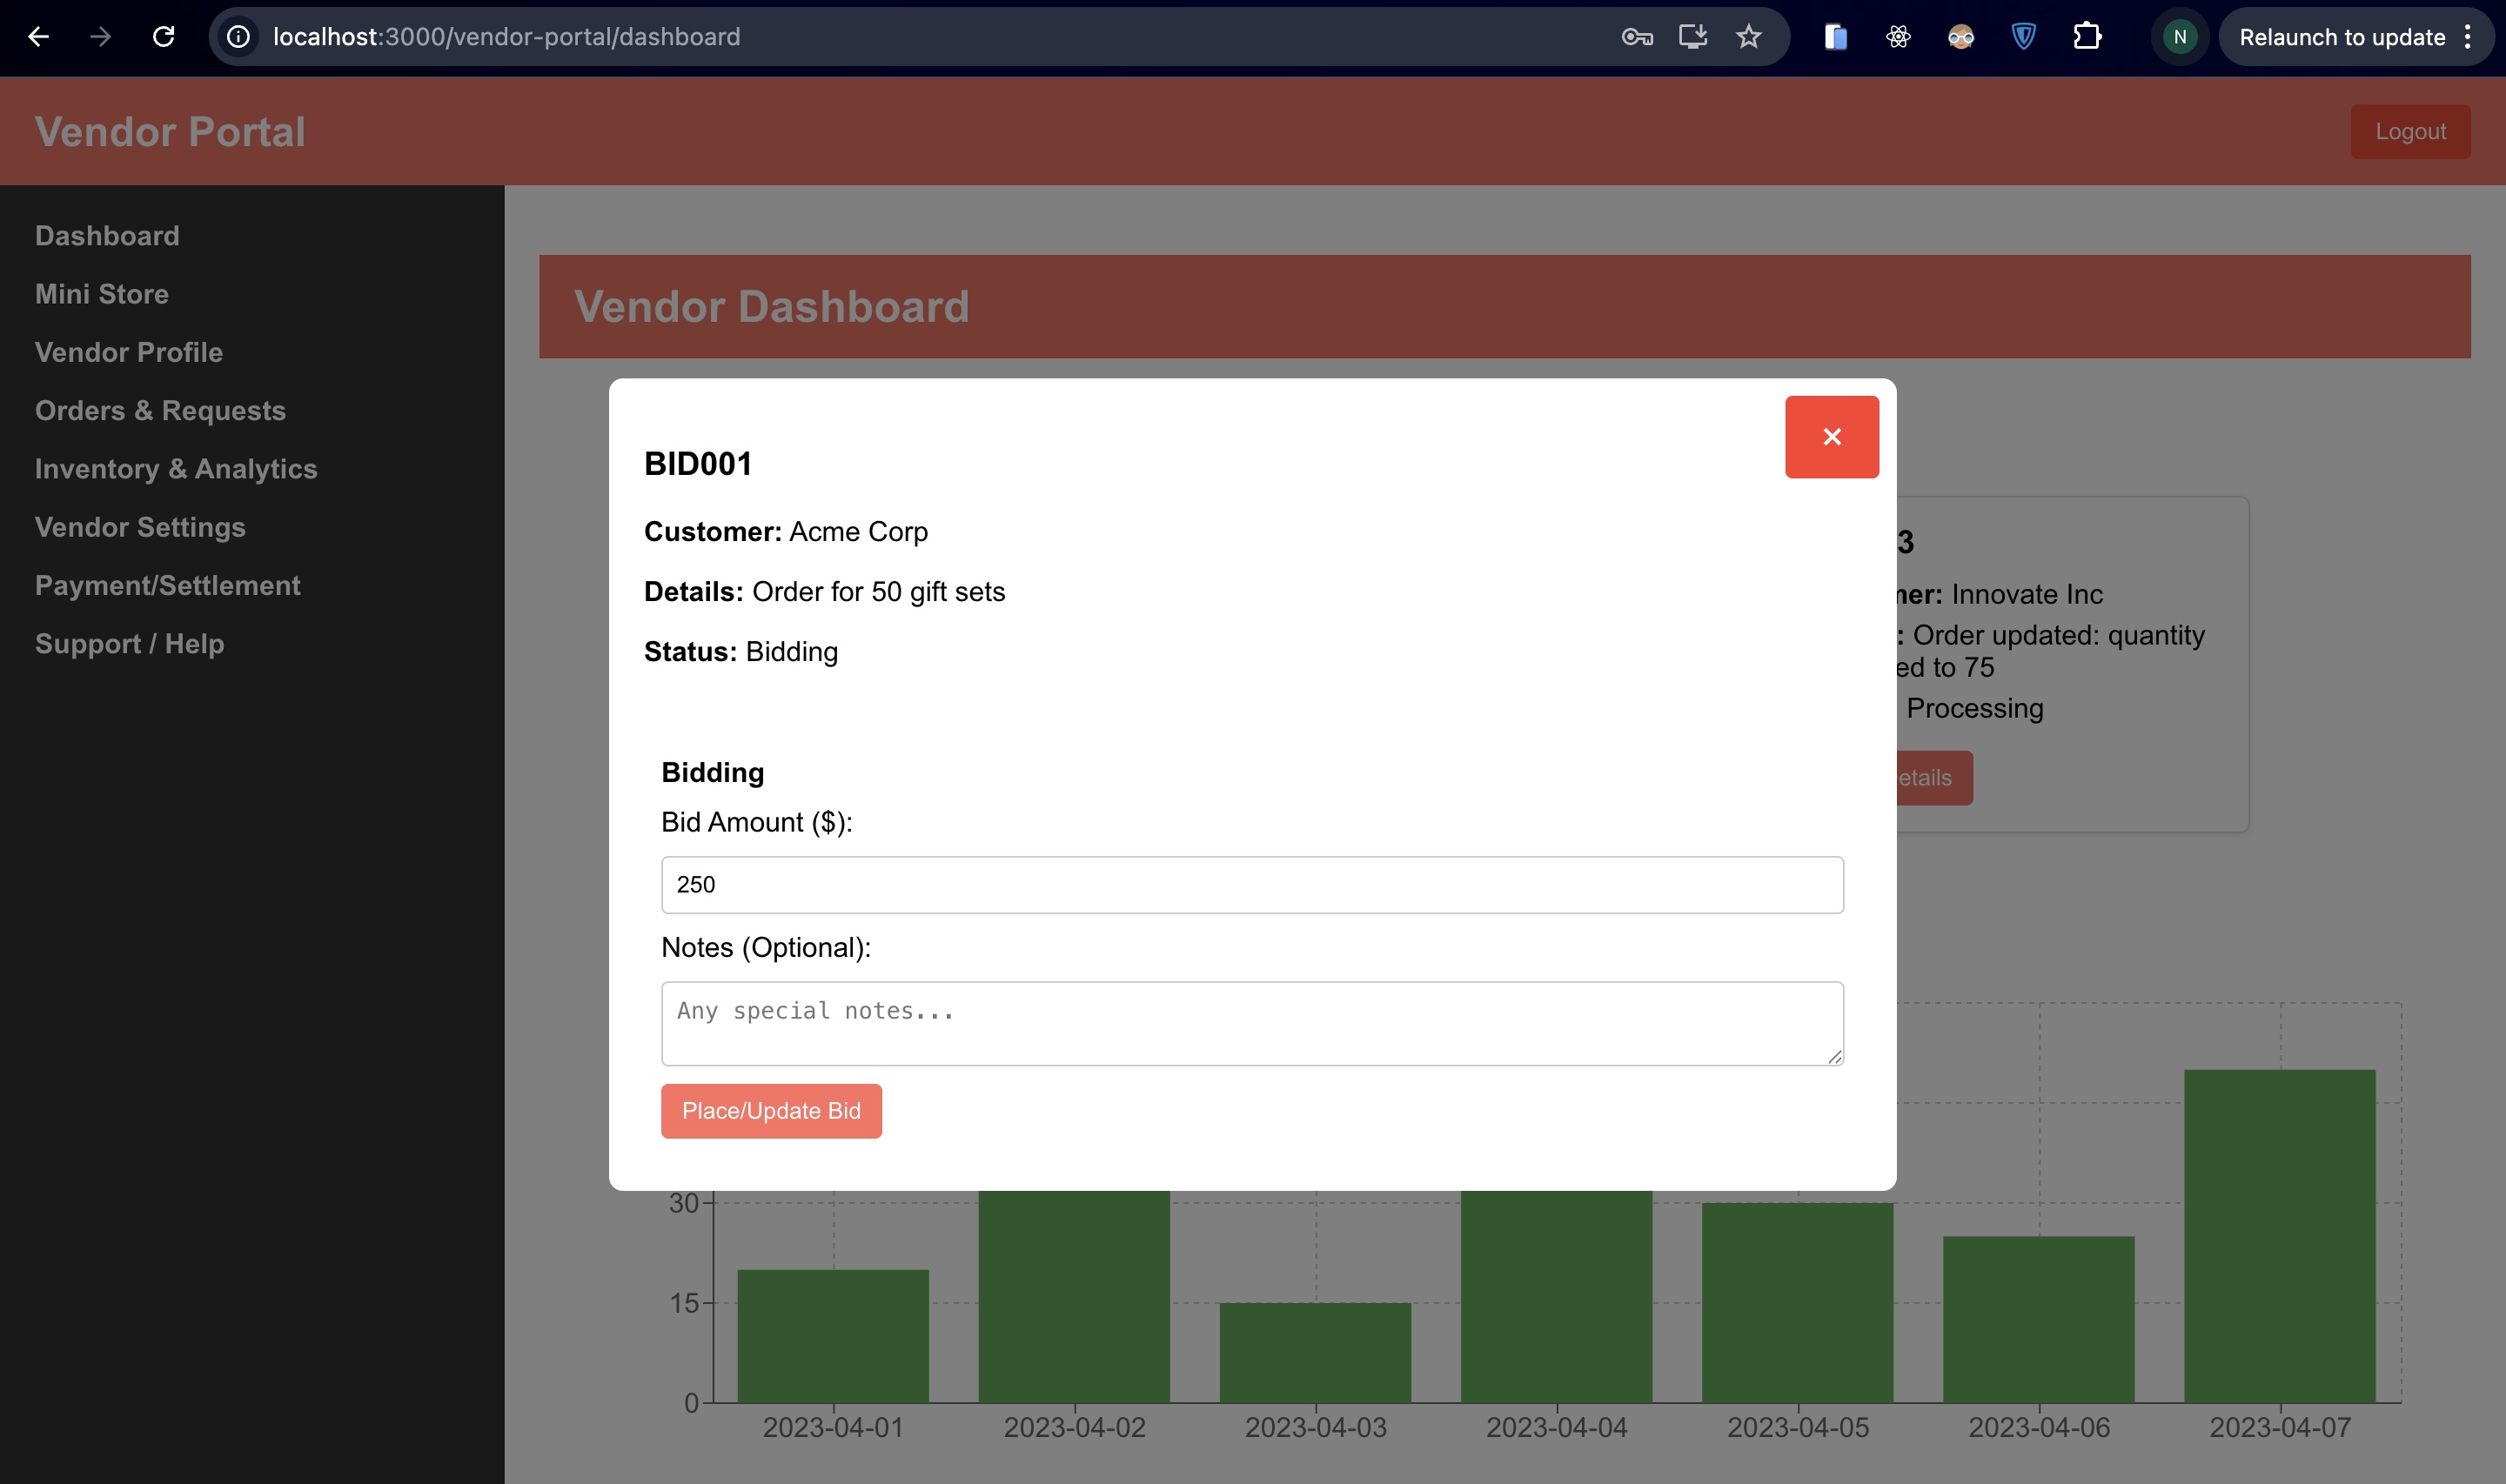 localhost:3000/vendor-portal/dashboard
N
Relaunch to update
Vendor Portal
Logout
Dashboard
Mini Store
Vendor Profile
Orders & Requests
Inventory & Analytics
Vendor Settings
Payment/Settlement
Support / Help
Vendor Dashboard
×
BID001
Customer: Acme Corp
Details: Order for 50 gift sets
Status: Bidding
Bidding
Bid Amount ($):
250
Notes (Optional):
Any special notes...
Place/Update Bid
3
mer: Innovate Inc
: Order updated: quantity
ed to 75
Processing
etails
30
15
0
2023-04-01
2023-04-02
2023-04-03
2023-04-04
2023-04-05
2023-04-06
2023-04-07